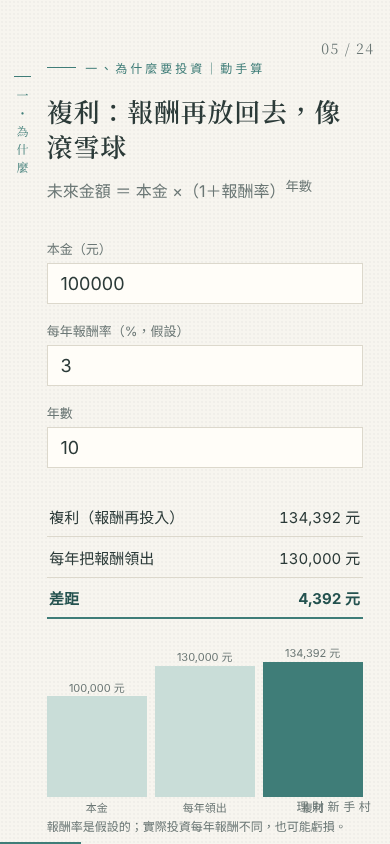 05 / 24
一、為什麼要投資｜動手算
一・為什麼
複利：報酬再放回去，像
滾雪球
未來金額 ＝ 本金 ×（1＋報酬率）年數
本金（元）
100000
每年報酬率（%，假設）
3
年數
10
複利（報酬再投入） 134,392 元
每年把報酬領出 130,000 元
差距 4,392 元
100,000 元 130,000 元 134,392 元
本金 每年領出 複利
理財新手村
報酬率是假設的；實際投資每年報酬不同，也可能虧損。